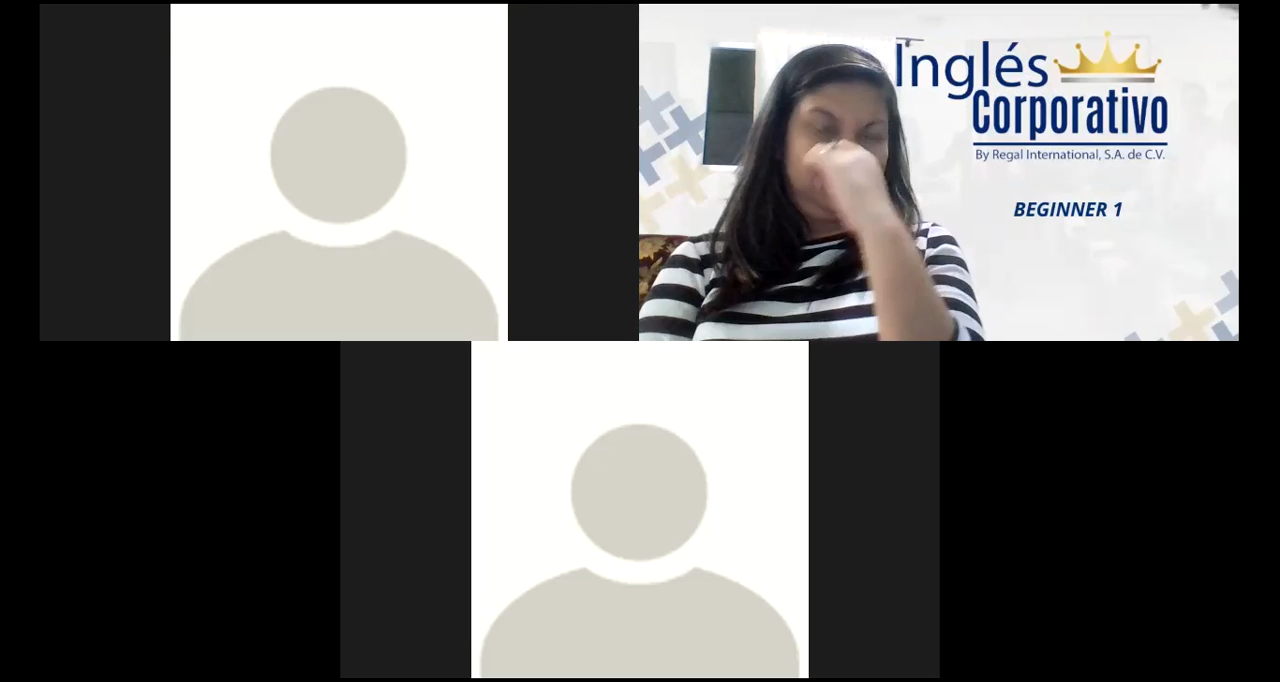 Inglés
Corporativo
By Regal International, S.A. de C.V.
BEGINNER 1